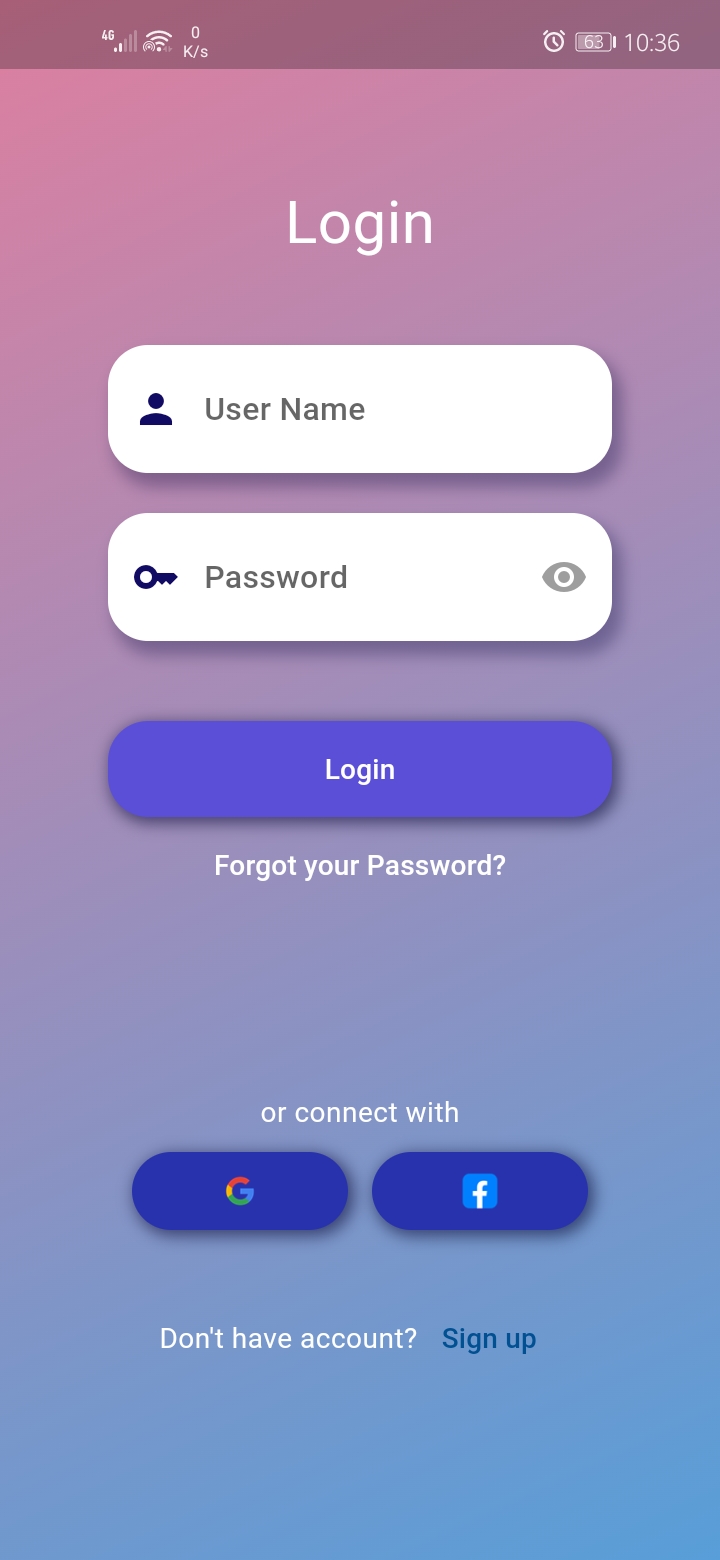 4G 0 K/s 63 10:36
Login
User Name
Password
Login
Forgot your Password?
or connect with
G f
Don't have account? Sign up